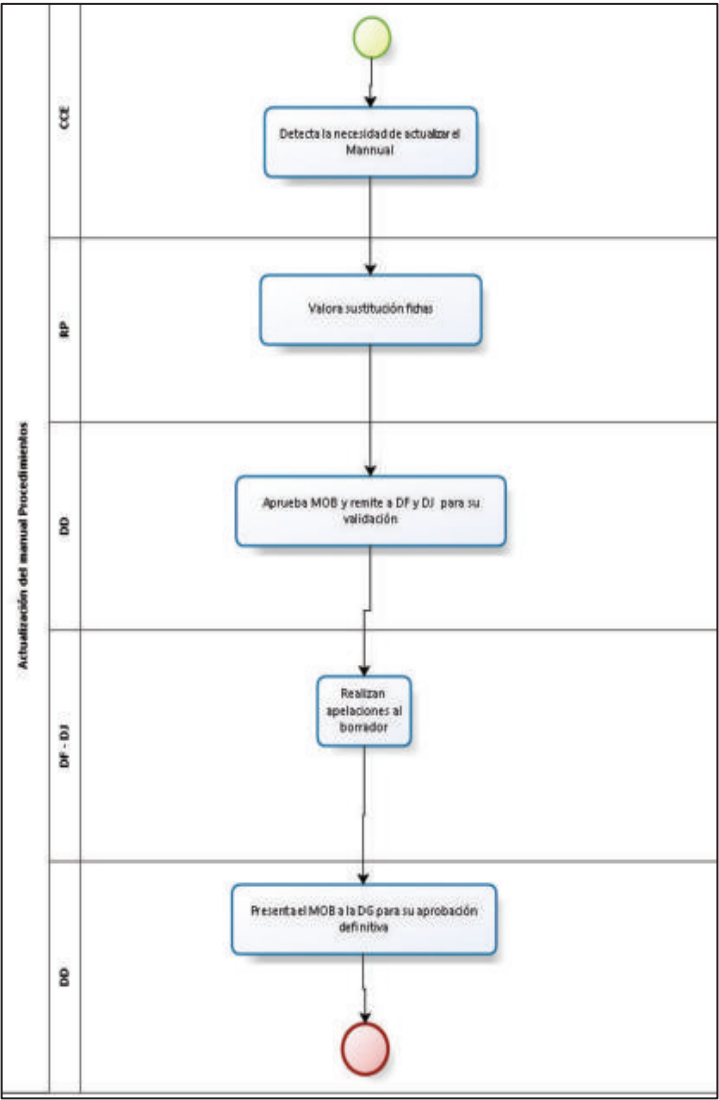 Actualización del manual Procedimientos
CCE
Detecta la necesidad de actualizar el
Mannual
RP
Valora sustitución fichas
DD
Aprueba MOB y remite a DF y DJ para su
validación
DF - DJ
Realizan
apelaciones al
borrador
DD
Presenta el MOB a la DG para su aprobación
definitiva